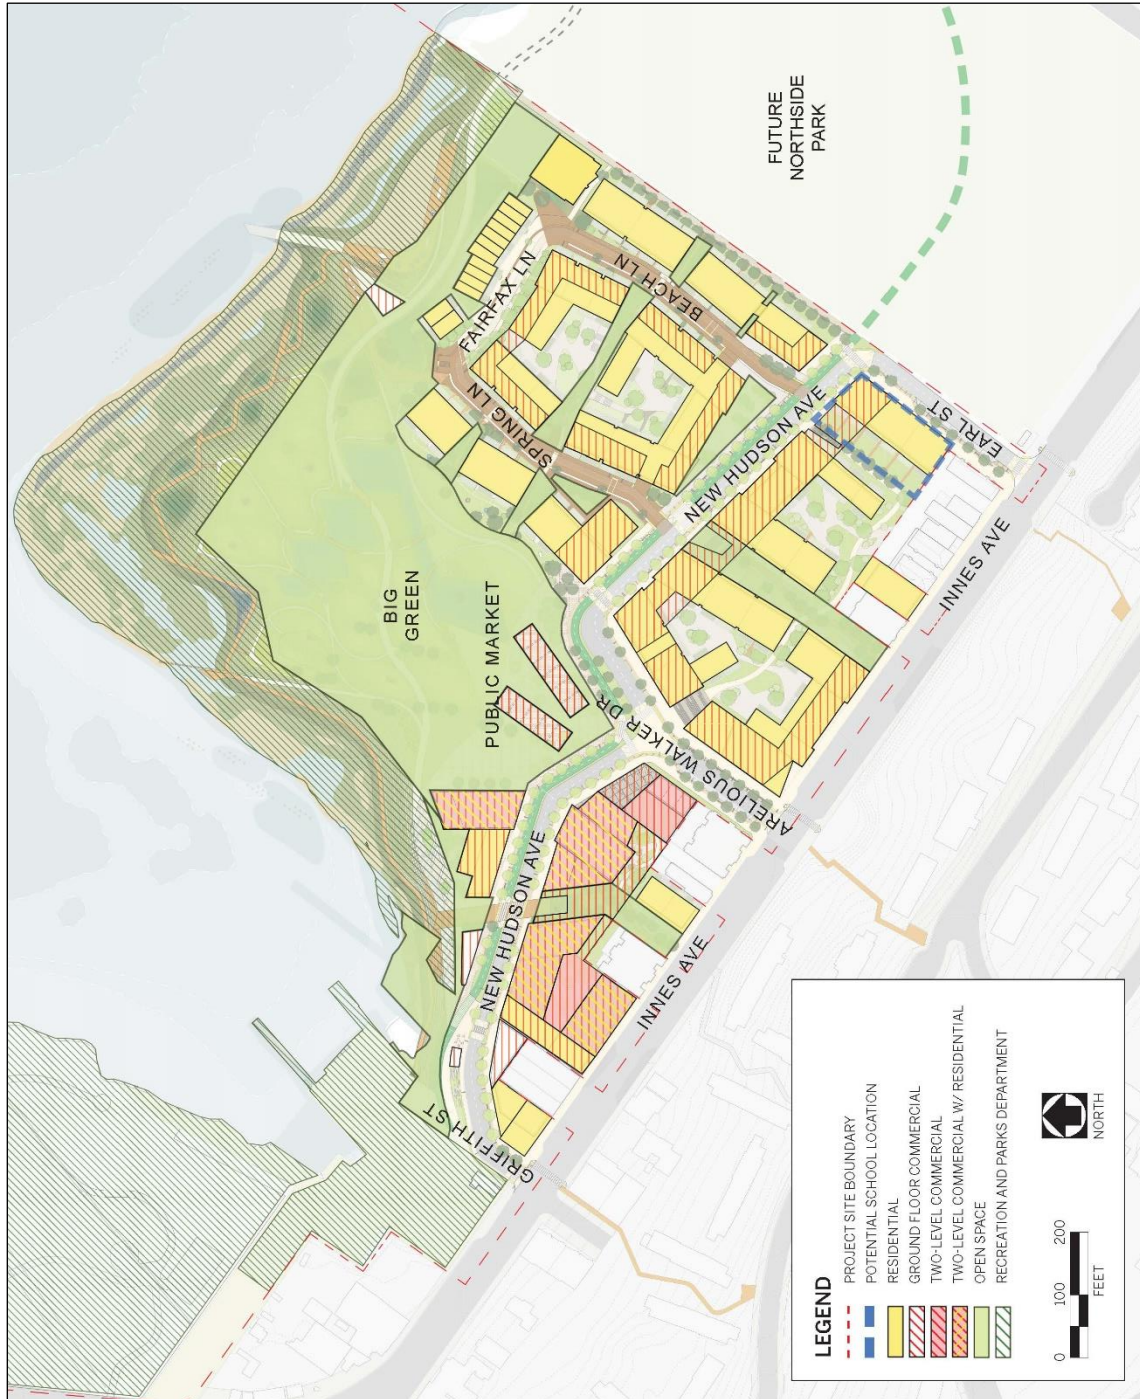 FUTURE
NORTHSIDE
PARK
BIG
GREEN
PUBLIC MARKET
FAIRFAX LN
BEACH LN
SPRING LN
NEW HUDSON AVE
EARL ST
INNES AVE
ARELIOUS WALKER DR
NEW HUDSON AVE
INNES AVE
GRIFFITH ST
LEGEND
PROJECT SITE BOUNDARY
POTENTIAL SCHOOL LOCATION
RESIDENTIAL
GROUND FLOOR COMMERCIAL
TWO-LEVEL COMMERCIAL
TWO-LEVEL COMMERCIAL W/ RESIDENTIAL
OPEN SPACE
RECREATION AND PARKS DEPARTMENT
0 100 200
FEET
NORTH